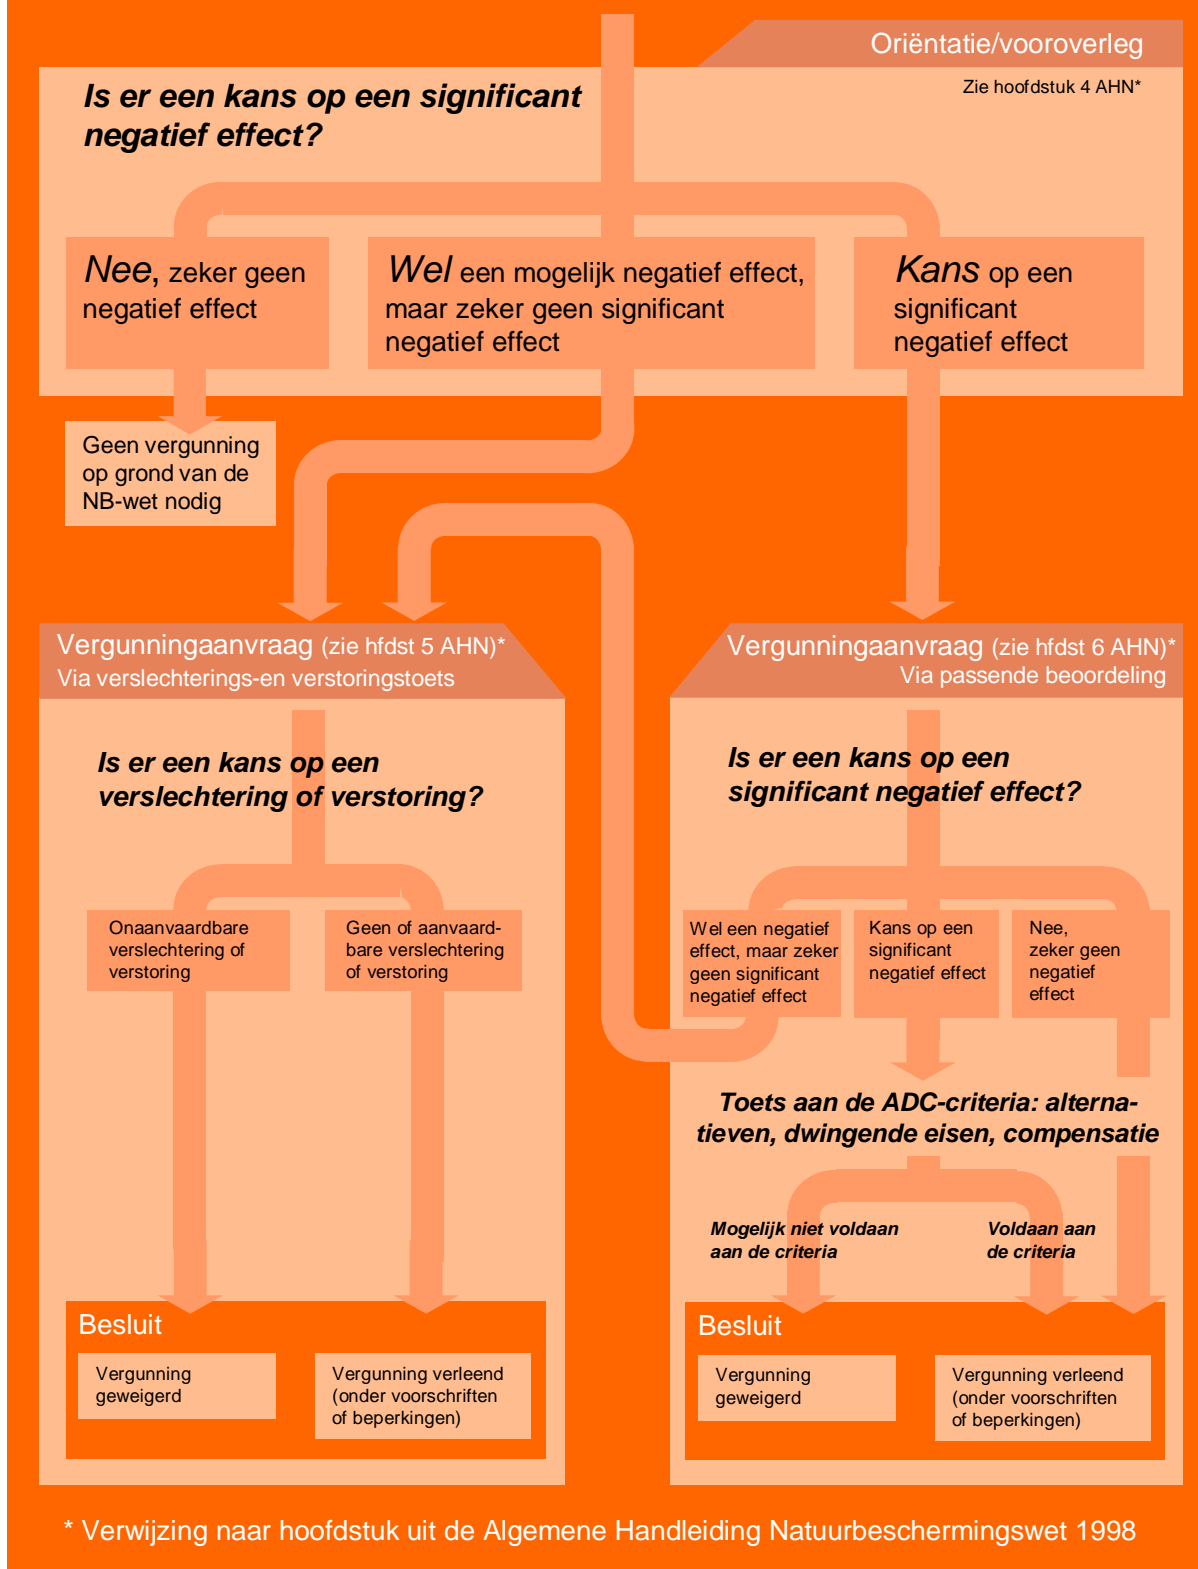 Oriëntatie/vooroverleg
Zie hoofdstuk 4 AHN*
Is er een kans op een significant
negatief effect?
Nee, zeker geen
negatief effect
Wel een mogelijk negatief effect,
maar zeker geen significant
negatief effect
Kans op een
significant
negatief effect
Geen vergunning
op grond van de
NB-wet nodig
Vergunningaanvraag (zie hfdst 5 AHN)*
Via verslechterings-en verstoringstoets
Is er een kans op een
verslechtering of verstoring?
Onaanvaardbare
verslechtering of
verstoring
Geen of aanvaard-
bare verslechtering
of verstoring
Besluit
Vergunning
geweigerd
Vergunning verleend
(onder voorschriften
of beperkingen)
Vergunningaanvraag (zie hfdst 6 AHN)*
Via passende beoordeling
Is er een kans op een
significant negatief effect?
Wel een negatief
effect, maar zeker
geen significant
negatief effect
Kans op een
significant
negatief effect
Nee,
zeker geen
negatief
effect
Toets aan de ADC-criteria: alterna-
tieven, dwingende eisen, compensatie
Mogelijk niet voldaan
aan de criteria
Voldaan aan
de criteria
Besluit
Vergunning
geweigerd
Vergunning verleend
(onder voorschriften
of beperkingen)
* Verwijzing naar hoofdstuk uit de Algemene Handleiding Natuurbeschermingswet 1998